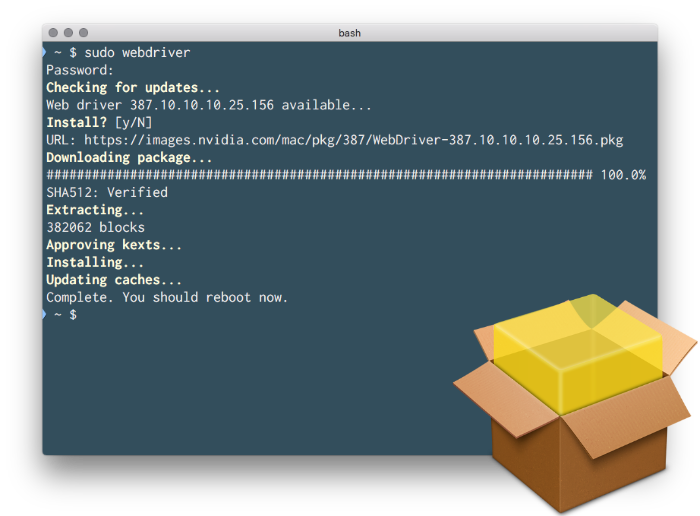 bash
~ $ sudo webdriver
Password:
Checking for updates...
Web driver 387.10.10.10.25.156 available...
Install? [y/N]
URL: https://images.nvidia.com/mac/pkg/387/WebDriver-387.10.10.10.25.156.pkg
Downloading package...
######################################################################## 100.0%
SHA512: Verified
Extracting...
382062 blocks
Approving kexts...
Installing...
Updating caches...
Complete. You should reboot now.
~ $